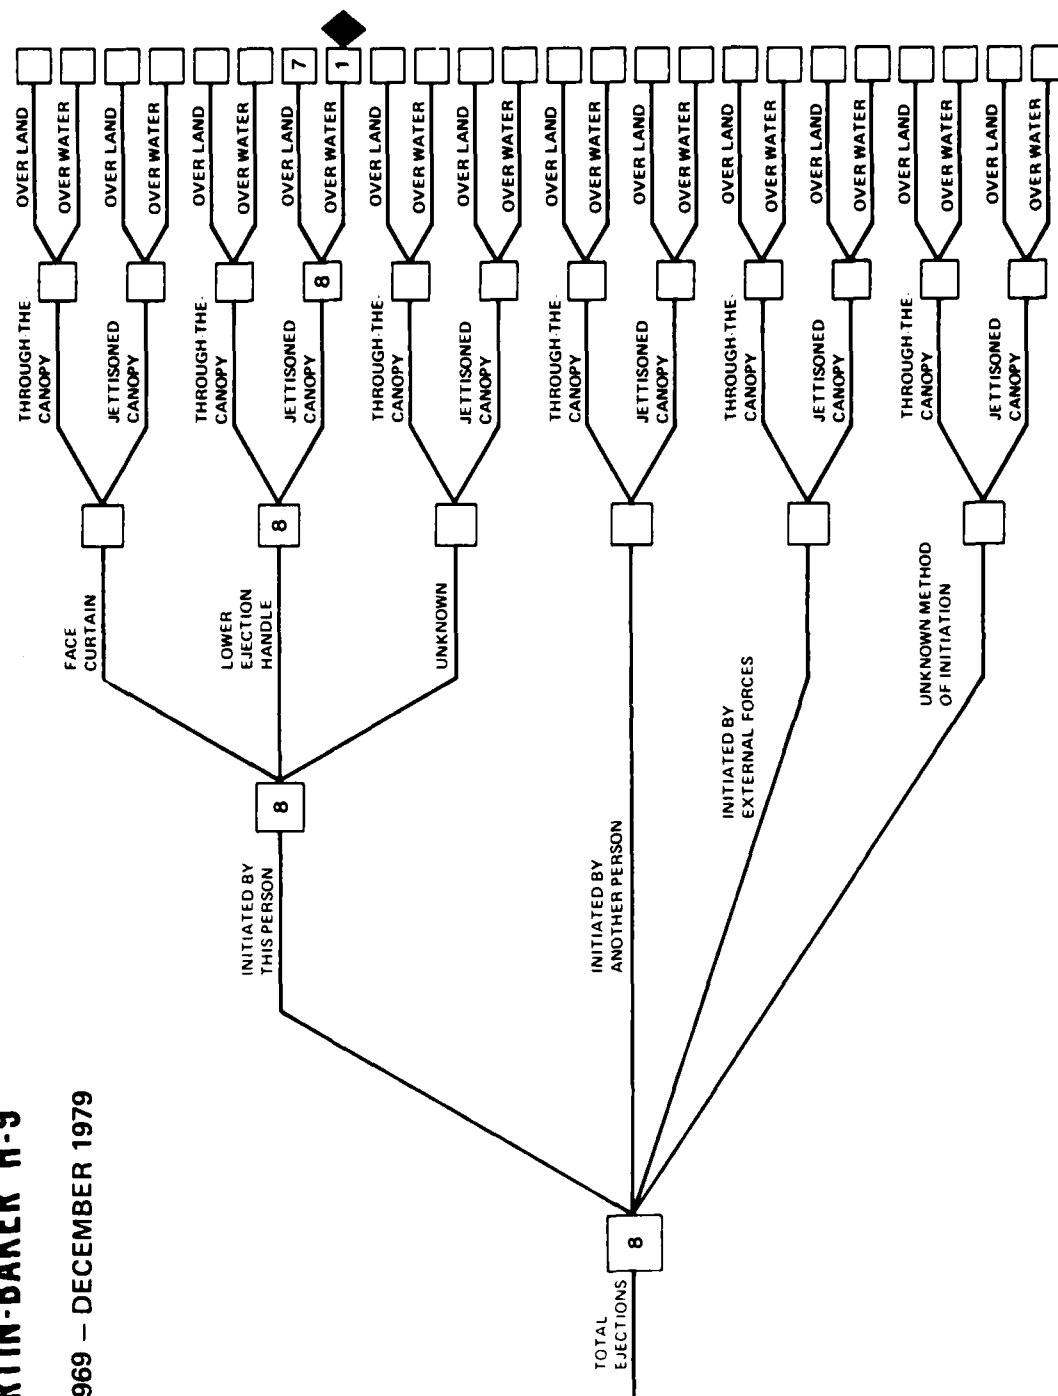 RTIN-BAKER H-9
969 – DECEMBER 1979
TOTAL
EJECTIONS
8
INITIATED BY
THIS PERSON
8
INITIATED BY
ANOTHER PERSON
INITIATED BY
EXTERNAL FORCES
UNKNOWN METHOD
OF INITIATION
FACE
CURTAIN
LOWER
EJECTION
HANDLE
8
UNKNOWN
THROUGH-THE-
CANOPY
JETTISONED
CANOPY
THROUGH-THE-
CANOPY
JETTISONED
CANOPY
8
THROUGH-THE-
CANOPY
JETTISONED
CANOPY
THROUGH-THE-
CANOPY
JETTISONED
CANOPY
THROUGH-THE-
CANOPY
JETTISONED
CANOPY
THROUGH-THE-
CANOPY
JETTISONED
CANOPY
OVER LAND
OVER WATER
OVER LAND
OVER WATER
OVER LAND
OVER WATER
OVER LAND
7
OVER WATER
1
OVER LAND
OVER WATER
OVER LAND
OVER WATER
OVER LAND
OVER WATER
OVER LAND
OVER WATER
OVER LAND
OVER WATER
OVER LAND
OVER WATER
OVER LAND
OVER WATER
OVER LAND
OVER WATER